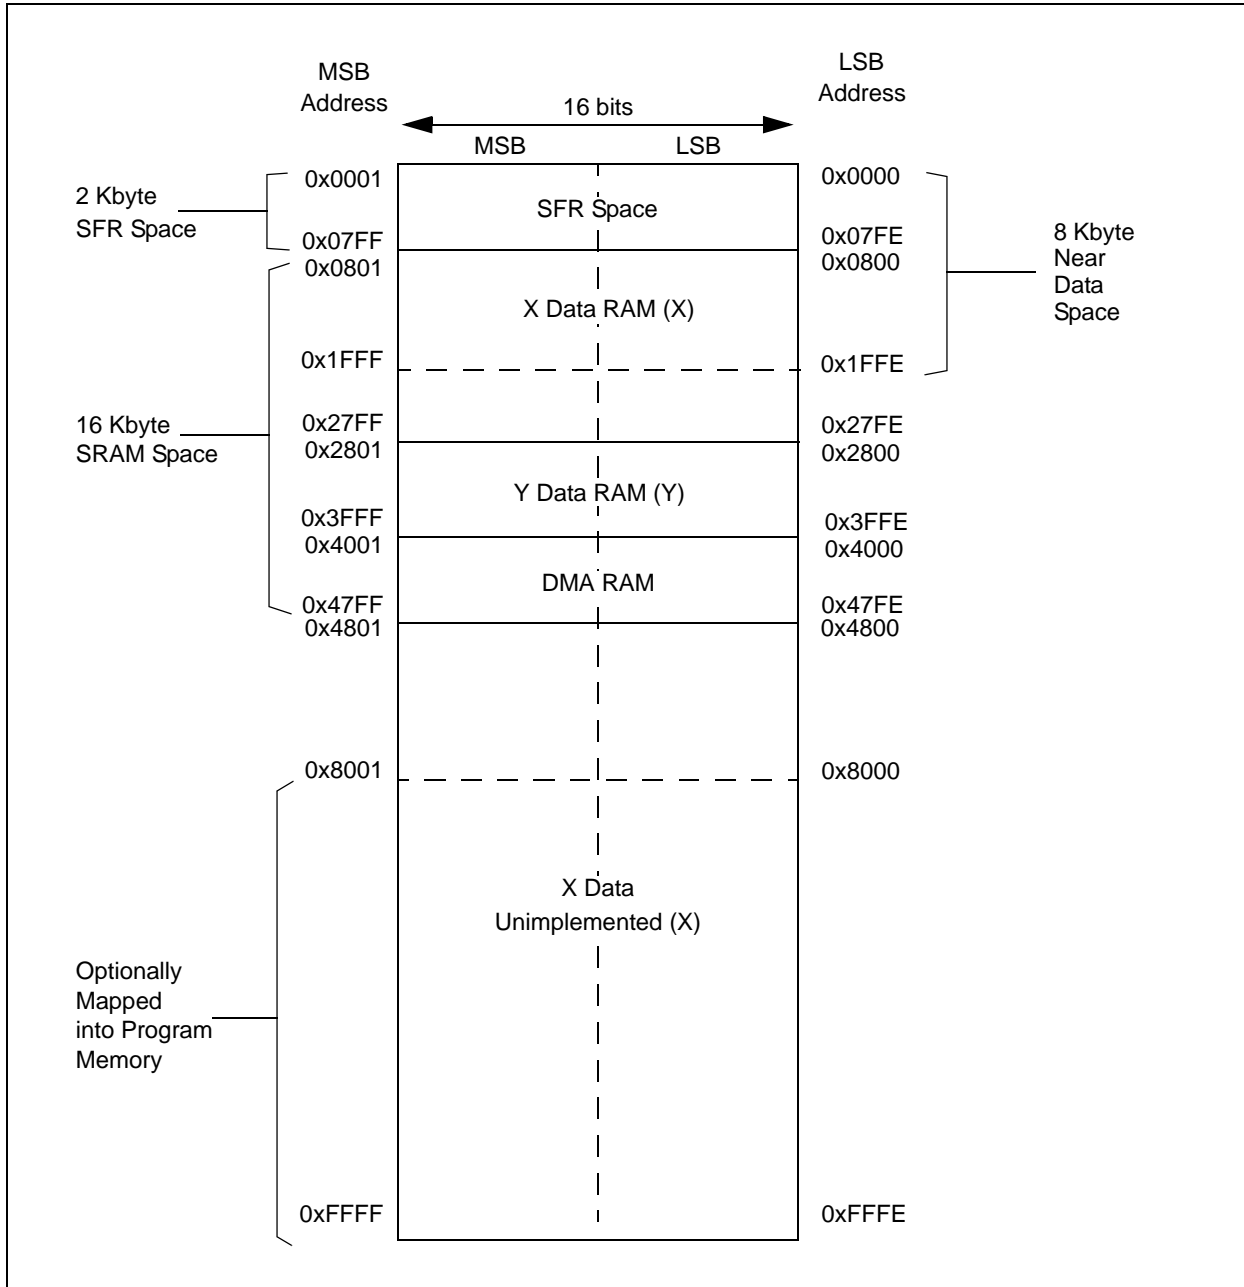 MSB
Address
LSB
Address
16 bits
MSB
LSB
2 Kbyte
SFR Space
0x0001
SFR Space
0x0000
0x07FF
0x07FE
0x0801
0x0800
8 Kbyte
Near
Data
Space
X Data RAM (X)
0x1FFF
0x1FFE
16 Kbyte
SRAM Space
0x27FF
0x27FE
0x2801
0x2800
Y Data RAM (Y)
0x3FFF
0x3FFE
0x4001
0x4000
DMA RAM
0x47FF
0x47FE
0x4801
0x4800
0x8001
0x8000
X Data
Unimplemented (X)
Optionally
Mapped
into Program
Memory
0xFFFF
0xFFFE